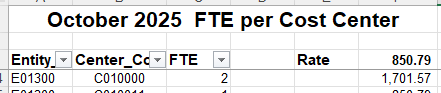 October 2025  FTE per Cost Center
Entity_ Center_Co FTE Rate 850.79
E01300 C010000 2 1,701.57